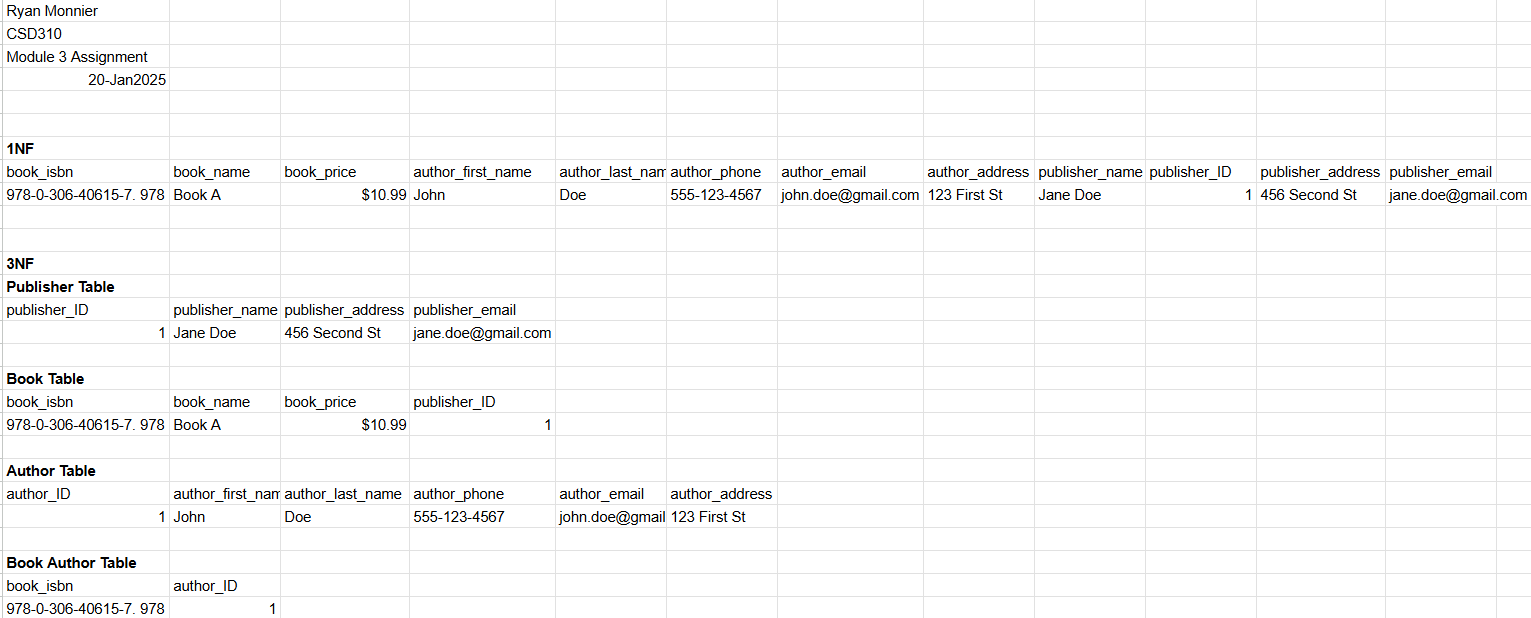 Ryan Monnier
CSD310
Module 3 Assignment
20-Jan2025
1NF
book_isbn book_name book_price author_first_name author_last_nam author_phone author_email author_address publisher_name publisher_ID publisher_address publisher_email
978-0-306-40615-7. 978 Book A $10.99 John Doe 555-123-4567 john.doe@gmail.com 123 First St Jane Doe 1 456 Second St jane.doe@gmail.com
3NF
Publisher Table
publisher_ID publisher_name publisher_address publisher_email
1 Jane Doe 456 Second St jane.doe@gmail.com
Book Table
book_isbn book_name book_price publisher_ID
978-0-306-40615-7. 978 Book A $10.99 1
Author Table
author_ID author_first_nam author_last_name author_phone author_email author_address
1 John Doe 555-123-4567 john.doe@gmail 123 First St
Book Author Table
book_isbn author_ID
978-0-306-40615-7. 978 1